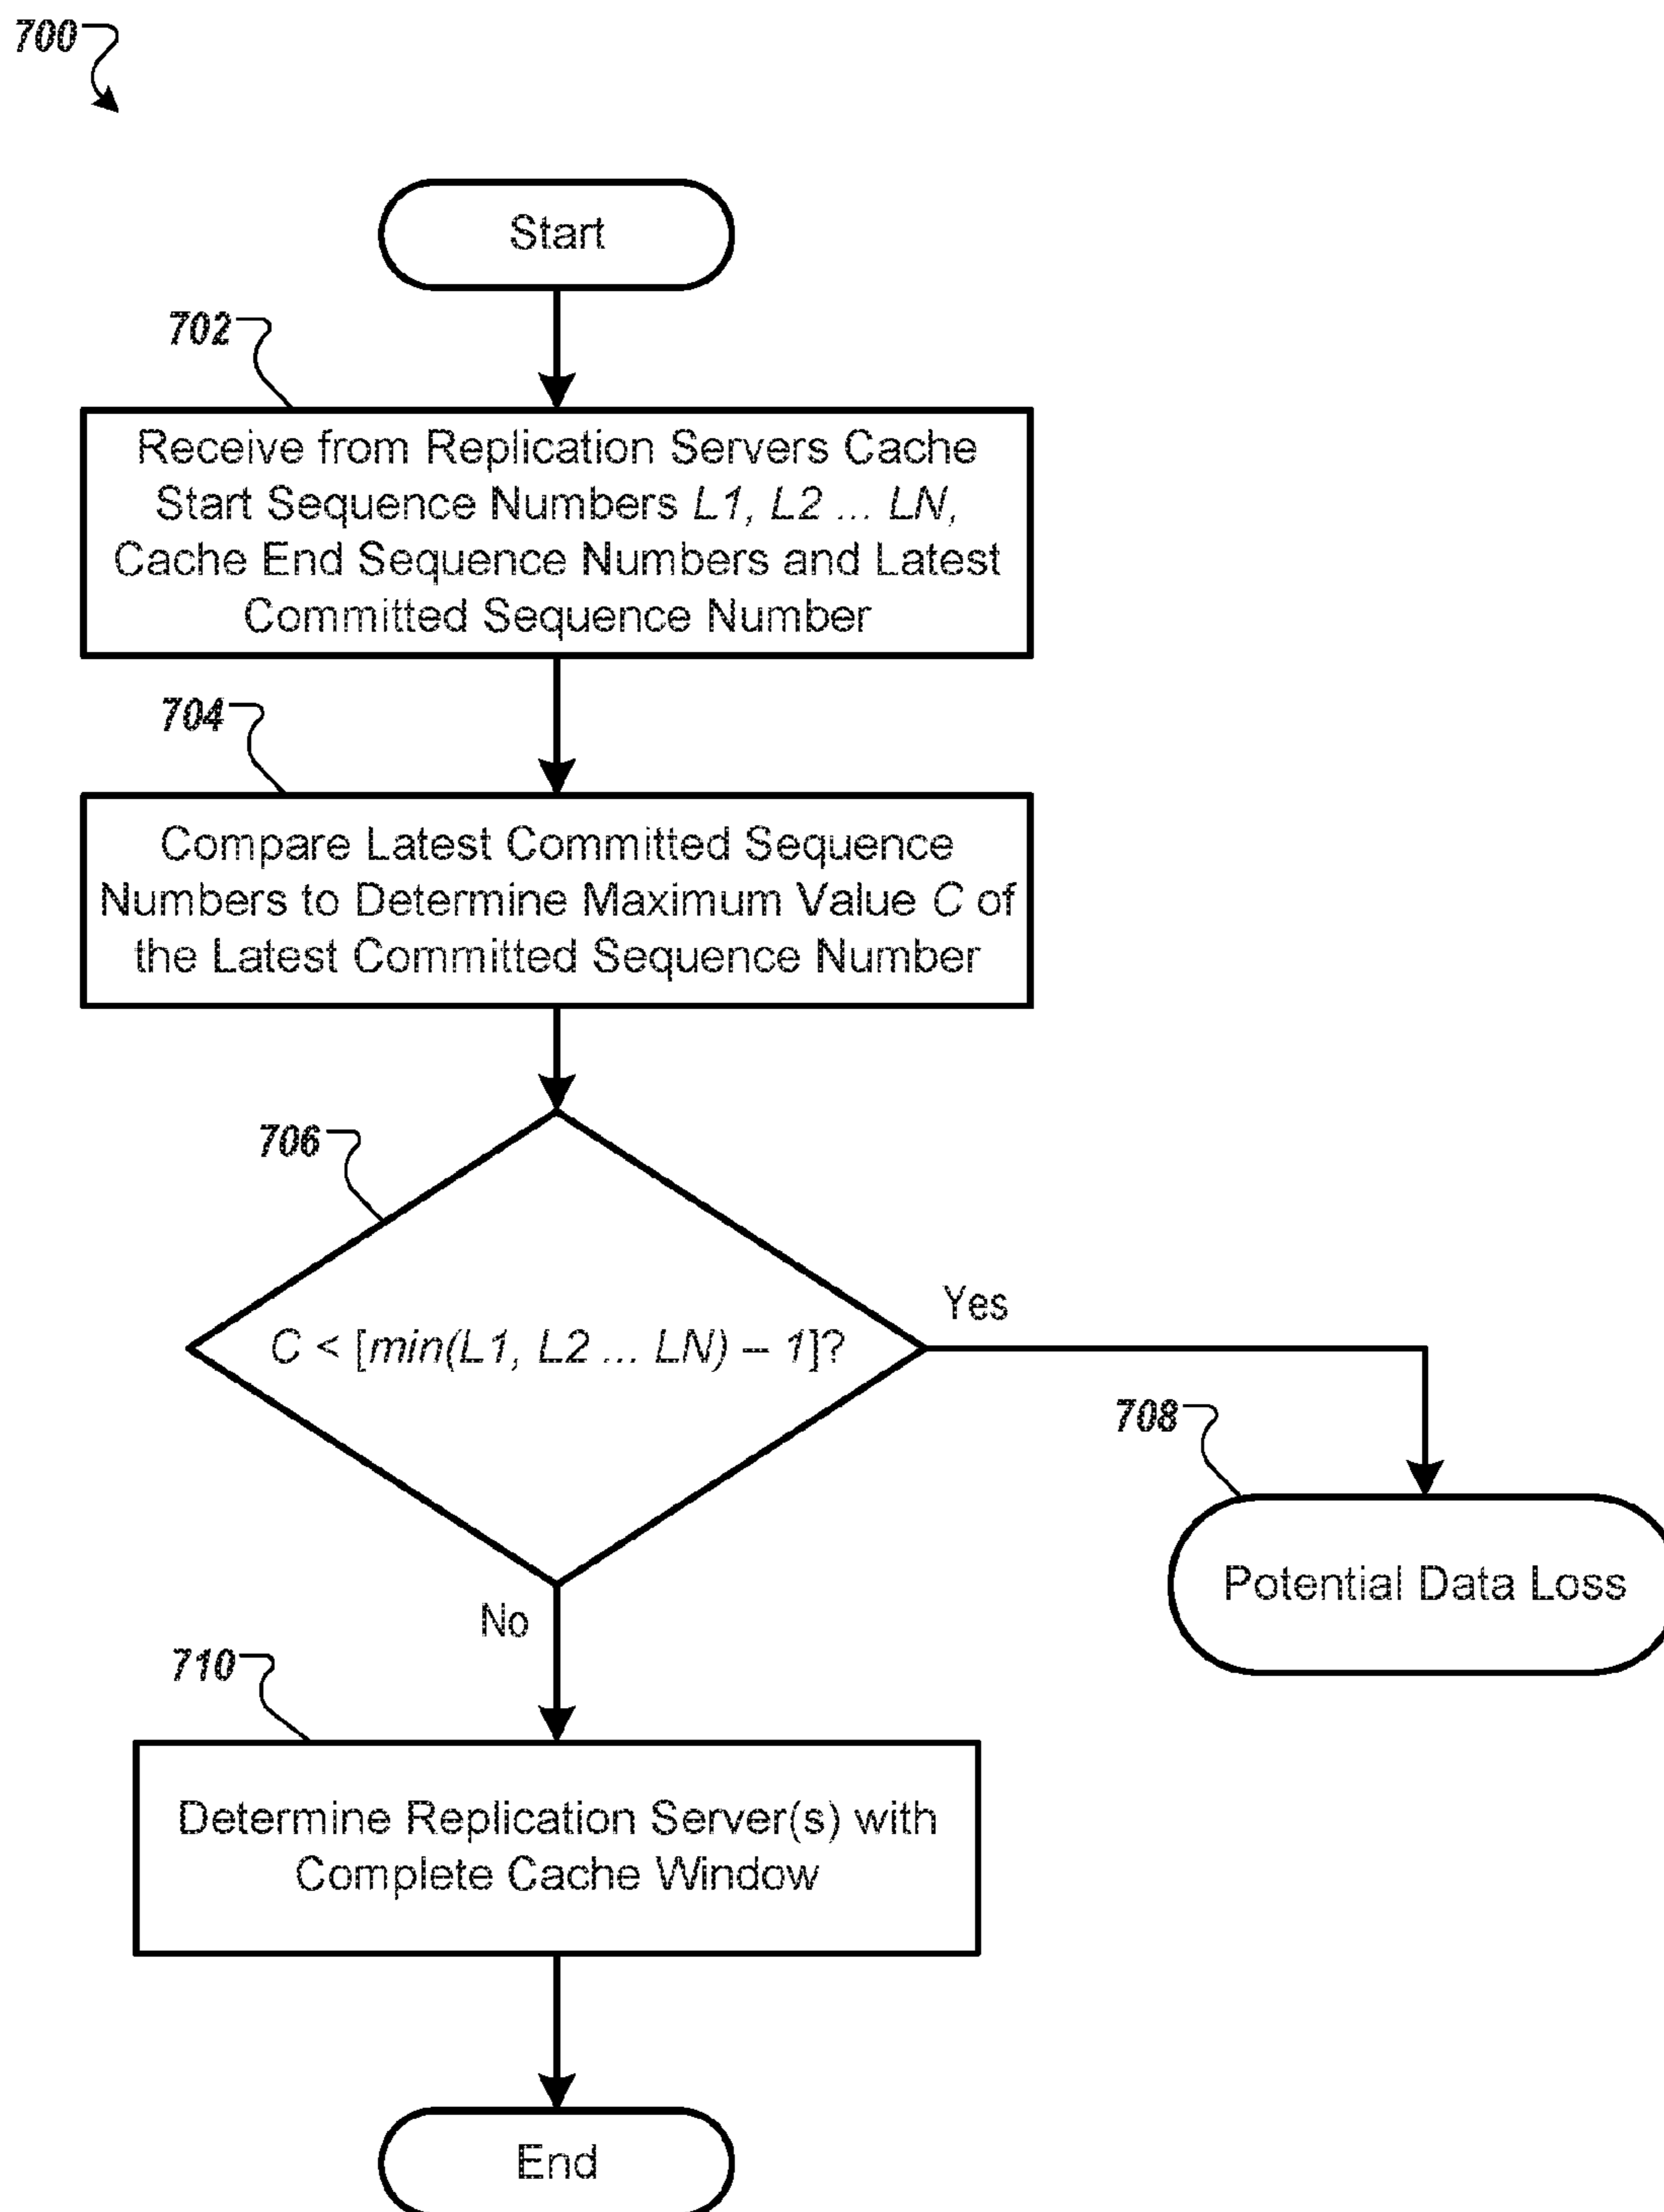 700
Start
702
Receive from Replication Servers Cache
Start Sequence Numbers L1, L2 ... LN,
Cache End Sequence Numbers and Latest
Committed Sequence Number
704
Compare Latest Committed Sequence
Numbers to Determine Maximum Value C of
the Latest Committed Sequence Number
706
C < [min(L1, L2 ... LN) – 1]?
Yes
708
Potential Data Loss
No
710
Determine Replication Server(s) with
Complete Cache Window
End